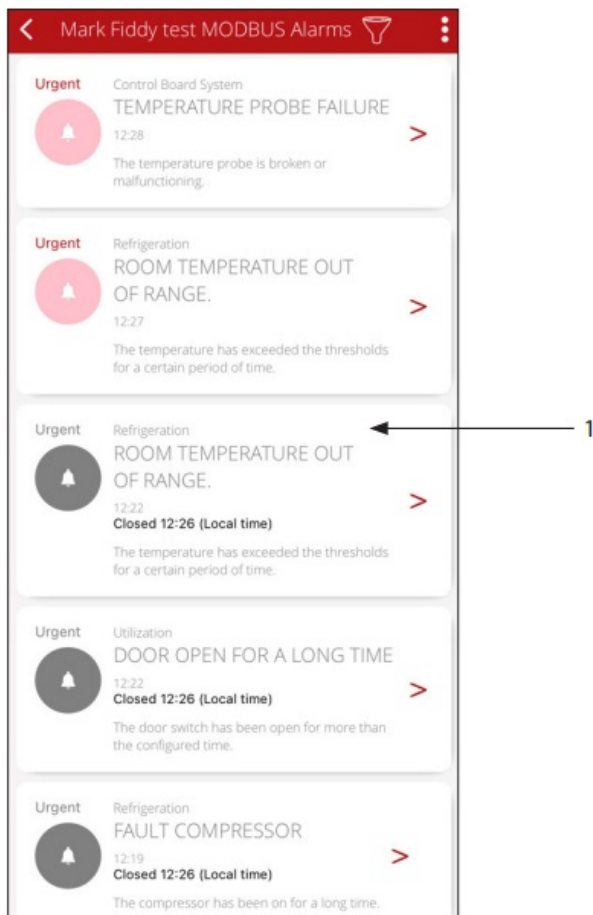 Mark Fiddy test MODBUS Alarms
Urgent
Control Board System
TEMPERATURE PROBE FAILURE
12:28
>
The temperature probe is broken or
malfunctioning.
Urgent
Refrigeration
ROOM TEMPERATURE OUT
OF RANGE.
>
12:27
The temperature has exceeded the thresholds
for a certain period of time.
Urgent
Refrigeration
1
ROOM TEMPERATURE OUT
OF RANGE.
12:22
>
Closed 12:26 (Local time)
The temperature has exceeded the thresholds
for a certain period of time.
Urgent
Utilization
DOOR OPEN FOR A LONG TIME
12:22
>
Closed 12:26 (Local time)
The door switch has been open for more than
the configured time.
Urgent
Refrigeration
FAULT COMPRESSOR
12:19
>
Closed 12:26 (Local time)
The compressor has been on for a long time.